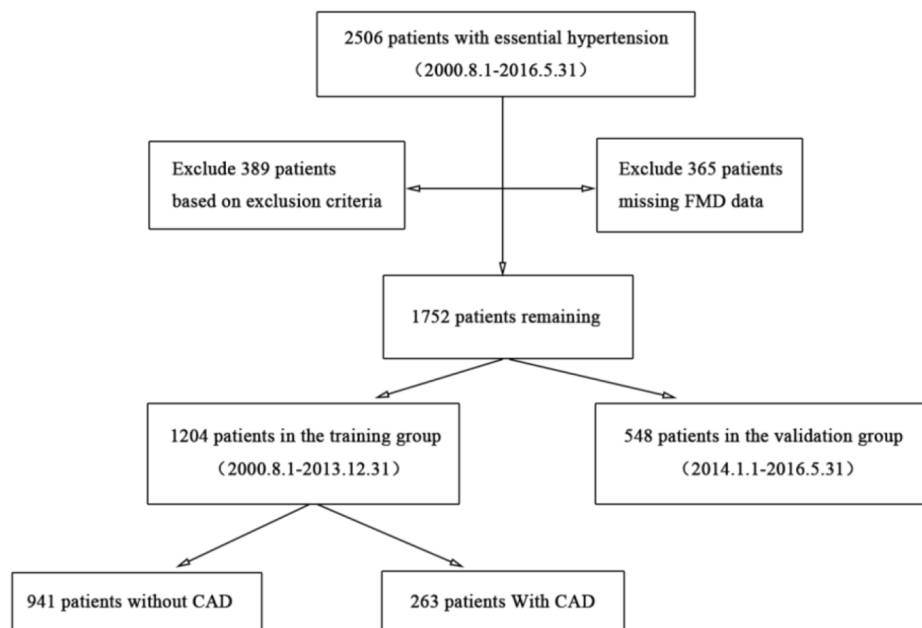 2506 patients with essential hypertension
（2000.8.1-2016.5.31）
Exclude 389 patients
based on exclusion criteria
Exclude 365 patients
missing FMD data
1752 patients remaining
1204 patients in the training group
（2000.8.1-2013.12.31）
548 patients in the validation group
（2014.1.1-2016.5.31）
941 patients without CAD
263 patients With CAD